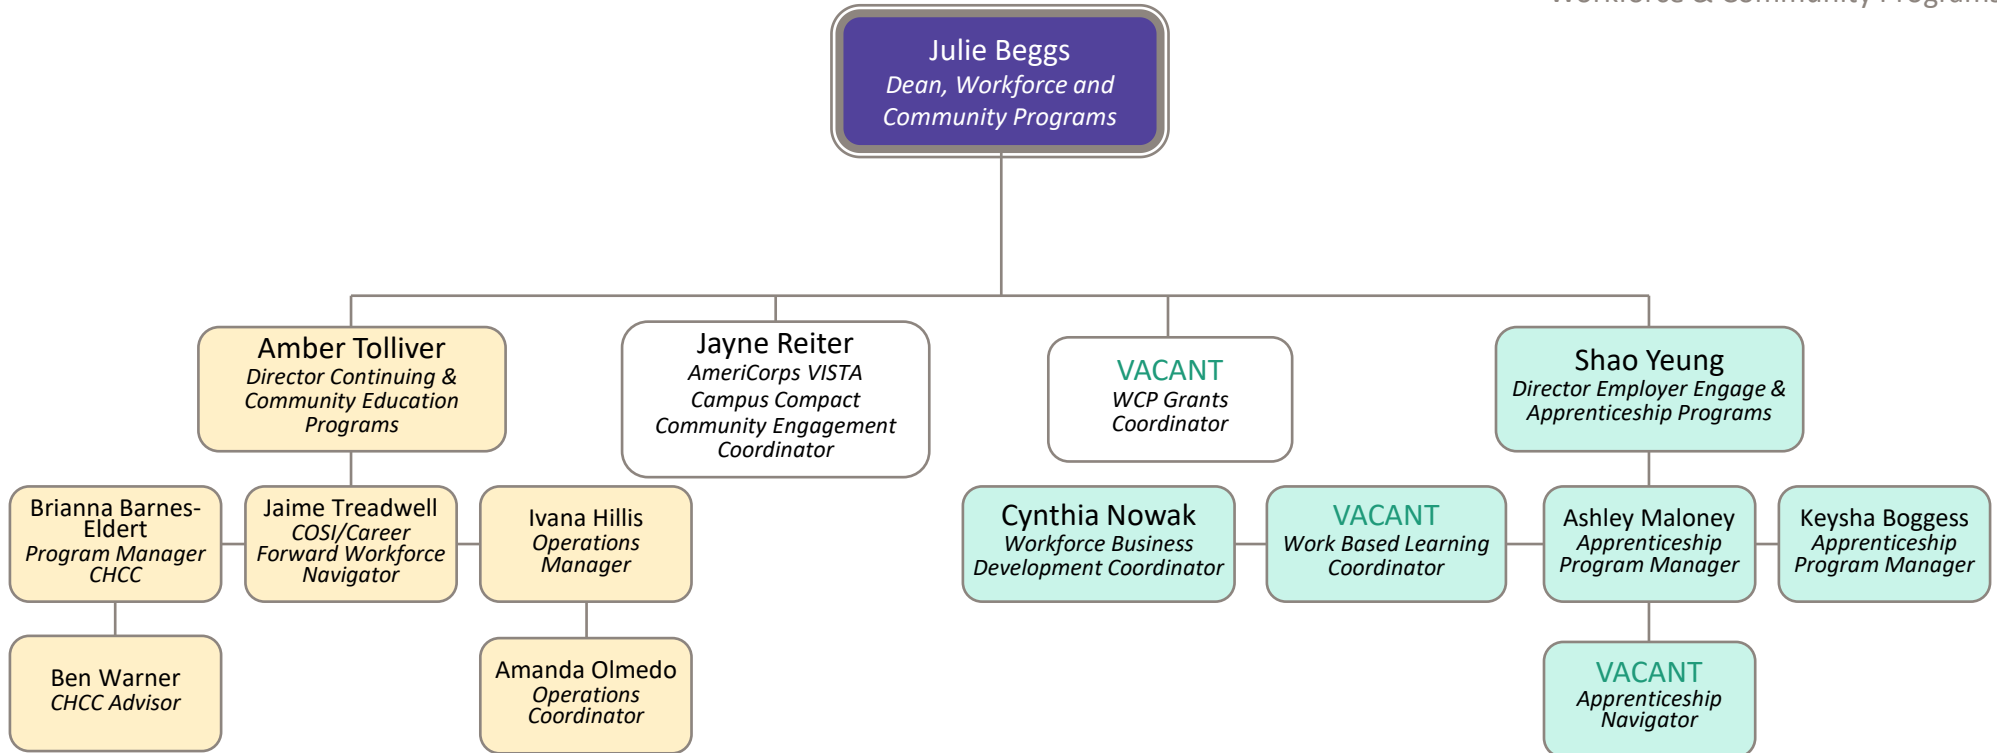 Workforce & Community Programs
Julie Beggs
Dean, Workforce and
Community Programs
Amber Tolliver
Director Continuing &
Community Education
Programs
Jayne Reiter
AmeriCorps VISTA
Campus Compact
Community Engagement
Coordinator
VACANT
WCP Grants
Coordinator
Shao Yeung
Director Employer Engage &
Apprenticeship Programs
Brianna Barnes-
Eldert
Program Manager
CHCC
Jaime Treadwell
COSI/Career
Forward Workforce
Navigator
Ivana Hillis
Operations
Manager
Cynthia Nowak
Workforce Business
Development Coordinator
VACANT
Work Based Learning
Coordinator
Ashley Maloney
Apprenticeship
Program Manager
Keysha Boggess
Apprenticeship
Program Manager
Ben Warner
CHCC Advisor
Amanda Olmedo
Operations
Coordinator
VACANT
Apprenticeship
Navigator